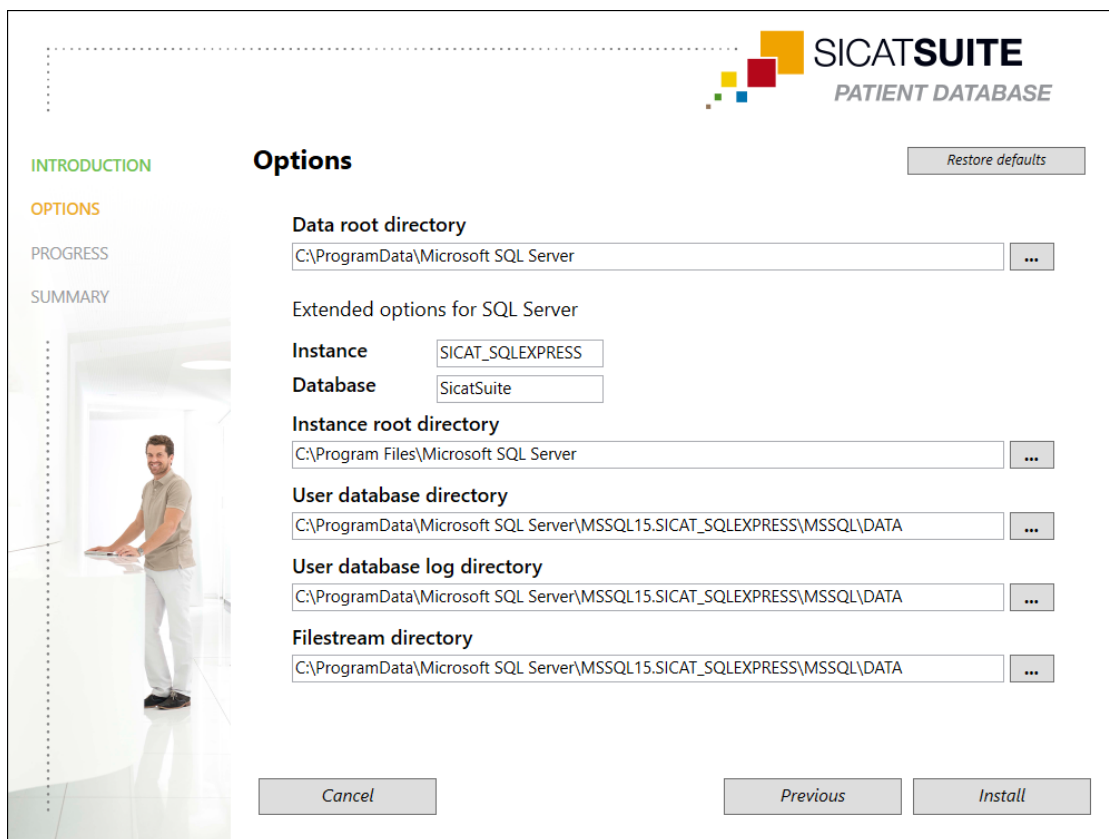 SICATSUITE
PATIENT DATABASE
INTRODUCTION
OPTIONS
PROGRESS
SUMMARY
Options
Restore defaults
Data root directory
C:\ProgramData\Microsoft SQL Server
...
Extended options for SQL Server
Instance
SICAT_SQLEXPRESS
Database
SicatSuite
Instance root directory
C:\Program Files\Microsoft SQL Server
...
User database directory
C:\ProgramData\Microsoft SQL Server\MSSQL15.SICAT_SQLEXPRESS\MSSQL\DATA
...
User database log directory
C:\ProgramData\Microsoft SQL Server\MSSQL15.SICAT_SQLEXPRESS\MSSQL\DATA
...
Filestream directory
C:\ProgramData\Microsoft SQL Server\MSSQL15.SICAT_SQLEXPRESS\MSSQL\DATA
...
Cancel
Previous
Install